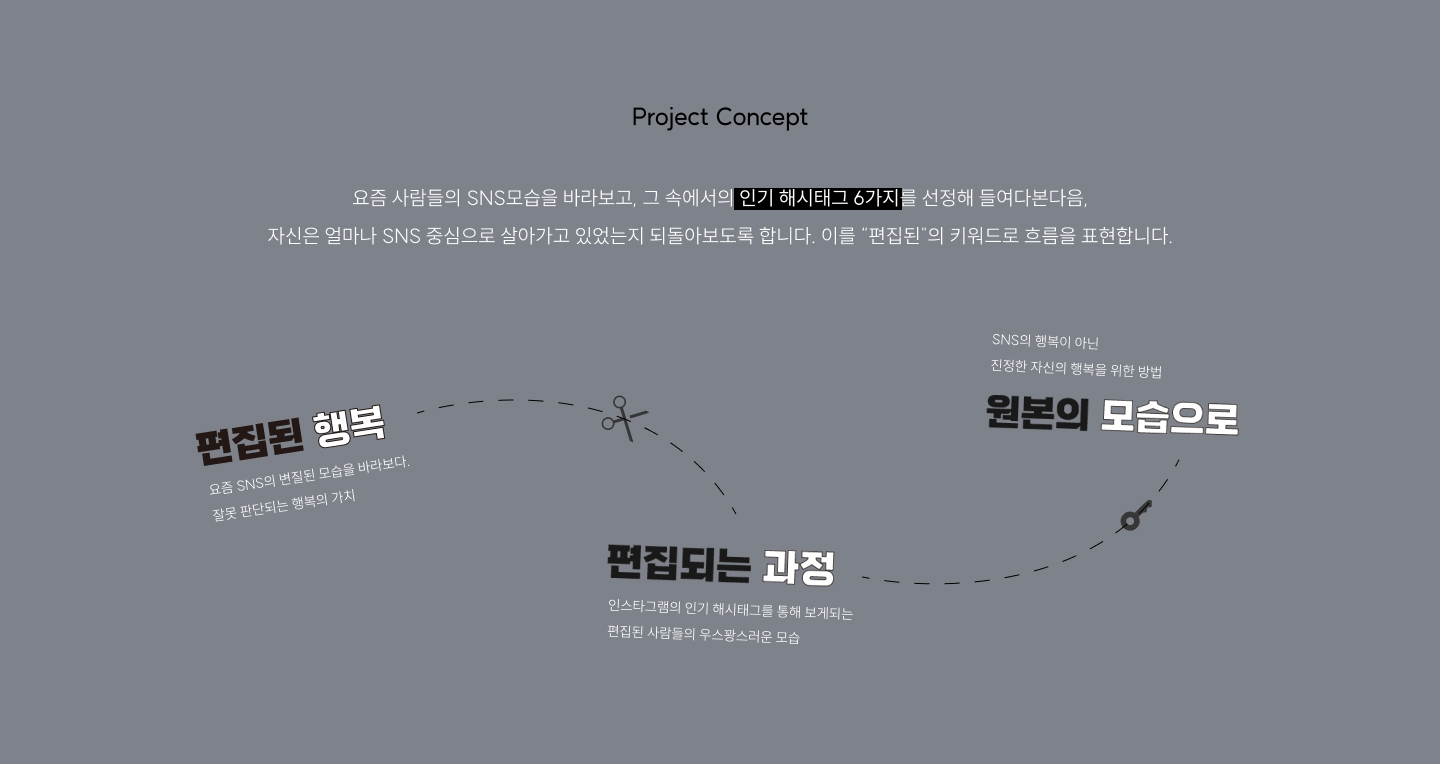 Project Concept
요즘 사람들의 SNS모습을 바라보고, 그 속에서의 인기 해시태그 6가지를 선정해 들여다본다음,
자신은 얼마나 SNS 중심으로 살아가고 있었는지 되돌아보도록 합니다. 이를 “편집된”의 키워드로 흐름을 표현합니다.
편집된 행복
요즘 SNS의 변질된 모습을 바라보다.
잘못 판단되는 행복의 가치
편집되는 과정
인스타그램의 인기 해시태그를 통해 보게되는
편집된 사람들의 우스꽝스러운 모습
SNS의 행복이 아닌
진정한 자신의 행복을 위한 방법
원본의 모습으로